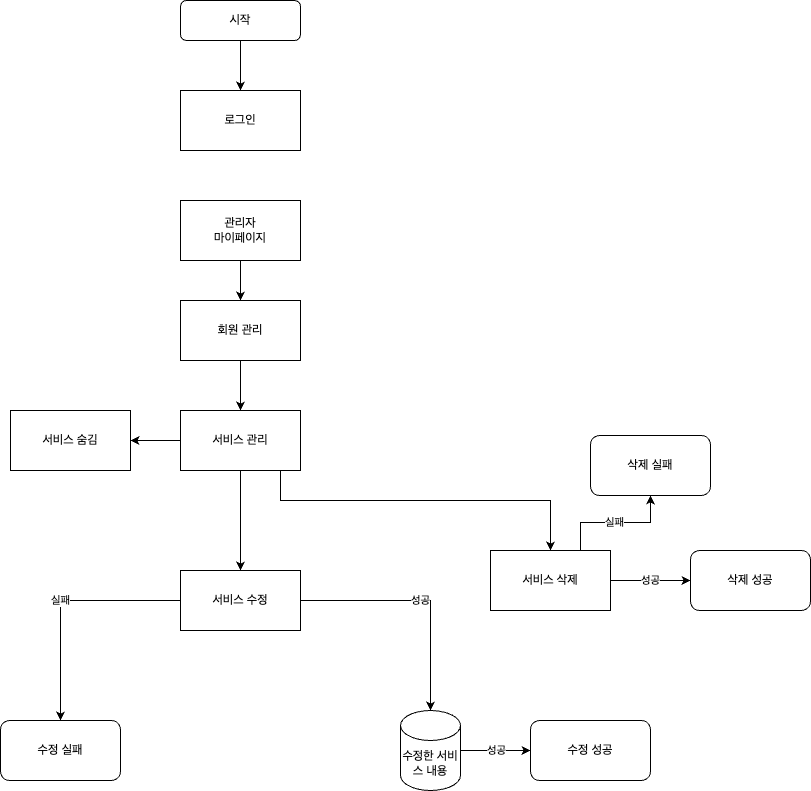 시작
로그인
관리자
마이페이지
회원 관리
서비스 숨김
서비스 관리
삭제 실패
실패
서비스 삭제
성공
삭제 성공
실패
서비스 수정
성공
수정 실패
수정한 서비
스 내용
성공
수정 성공